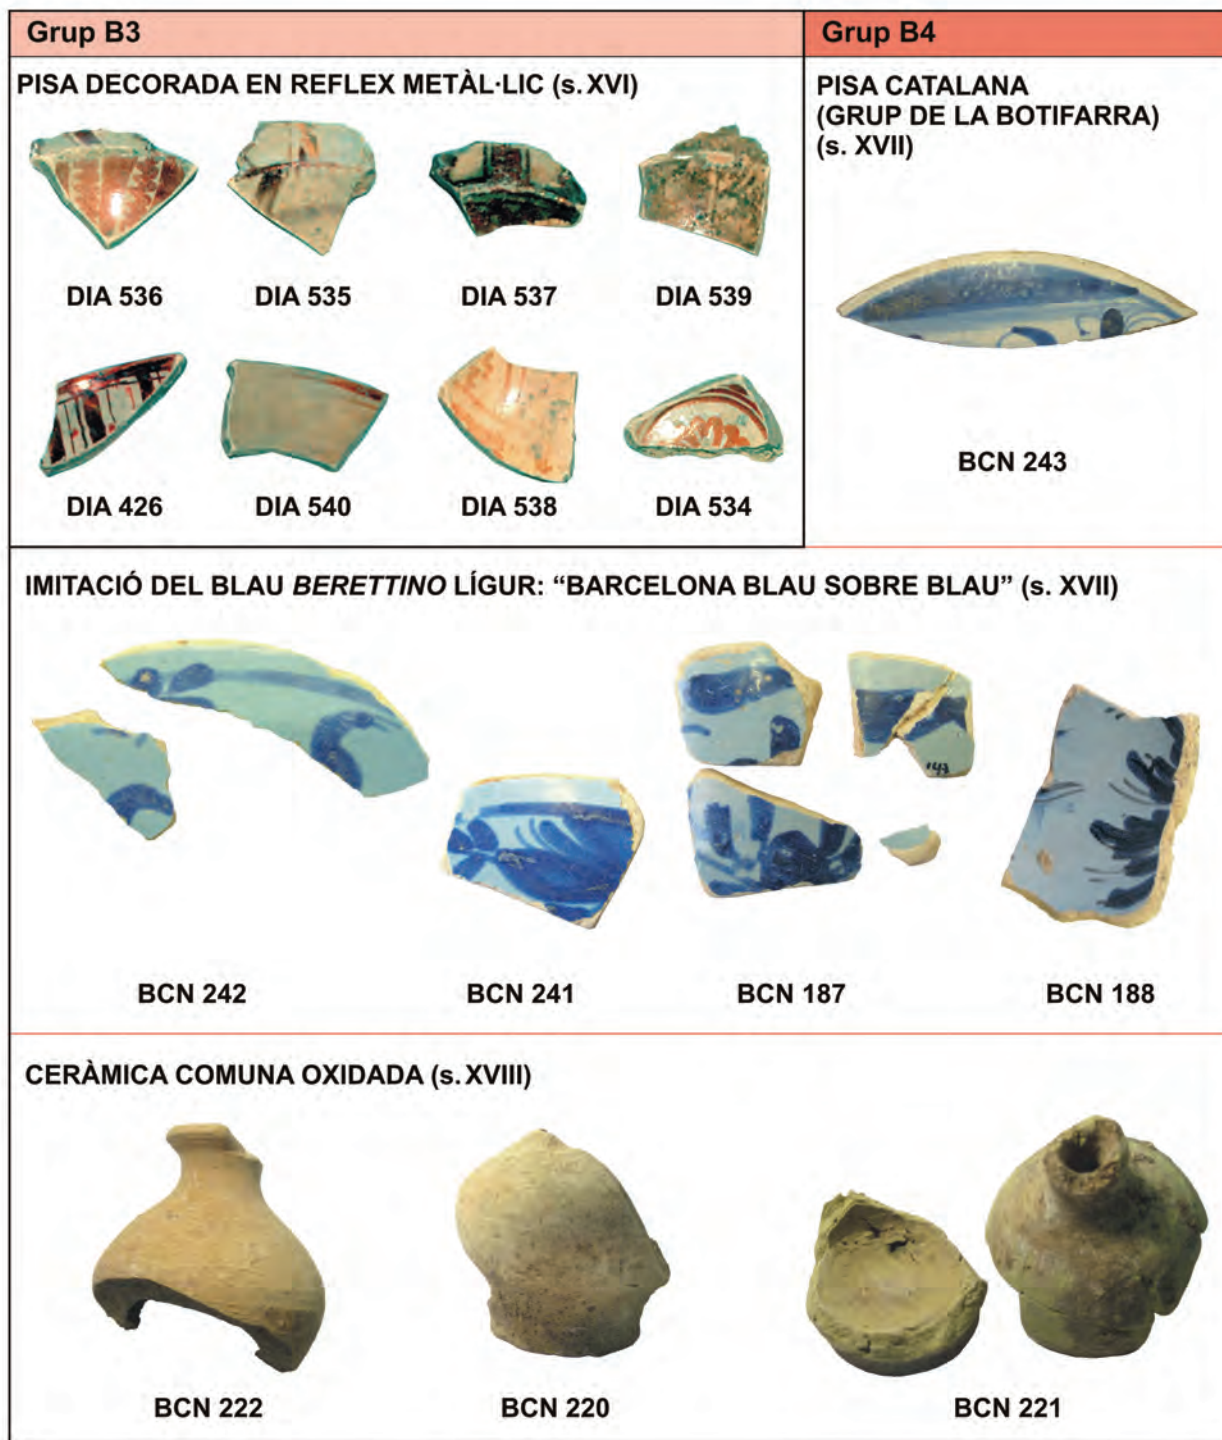 Grup B3
Grup B4
PISA DECORADA EN REFLEX METÀL·LIC (s. XVI)
DIA 536
DIA 535
DIA 537
DIA 539
DIA 426
DIA 540
DIA 538
DIA 534
PISA CATALANA
(GRUP DE LA BOTIFARRA)
(s. XVII)
BCN 243
IMITACIÓ DEL BLAU BERETTINO LÍGUR: “BARCELONA BLAU SOBRE BLAU” (s. XVII)
BCN 242
BCN 241
BCN 187
BCN 188
CERÀMICA COMUNA OXIDADA (s. XVIII)
BCN 222
BCN 220
BCN 221